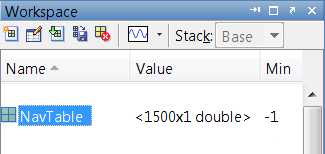 Workspace
Stack: Base
Name Value Min
NavTable <1500x1 double> -1